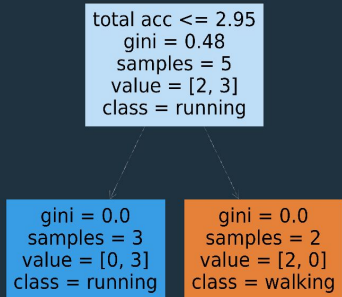 total acc <= 2.95
gini = 0.48
samples = 5
value = [2, 3]
class = running
gini = 0.0
samples = 3
value = [0, 3]
class = running
gini = 0.0
samples = 2
value = [2, 0]
class = walking